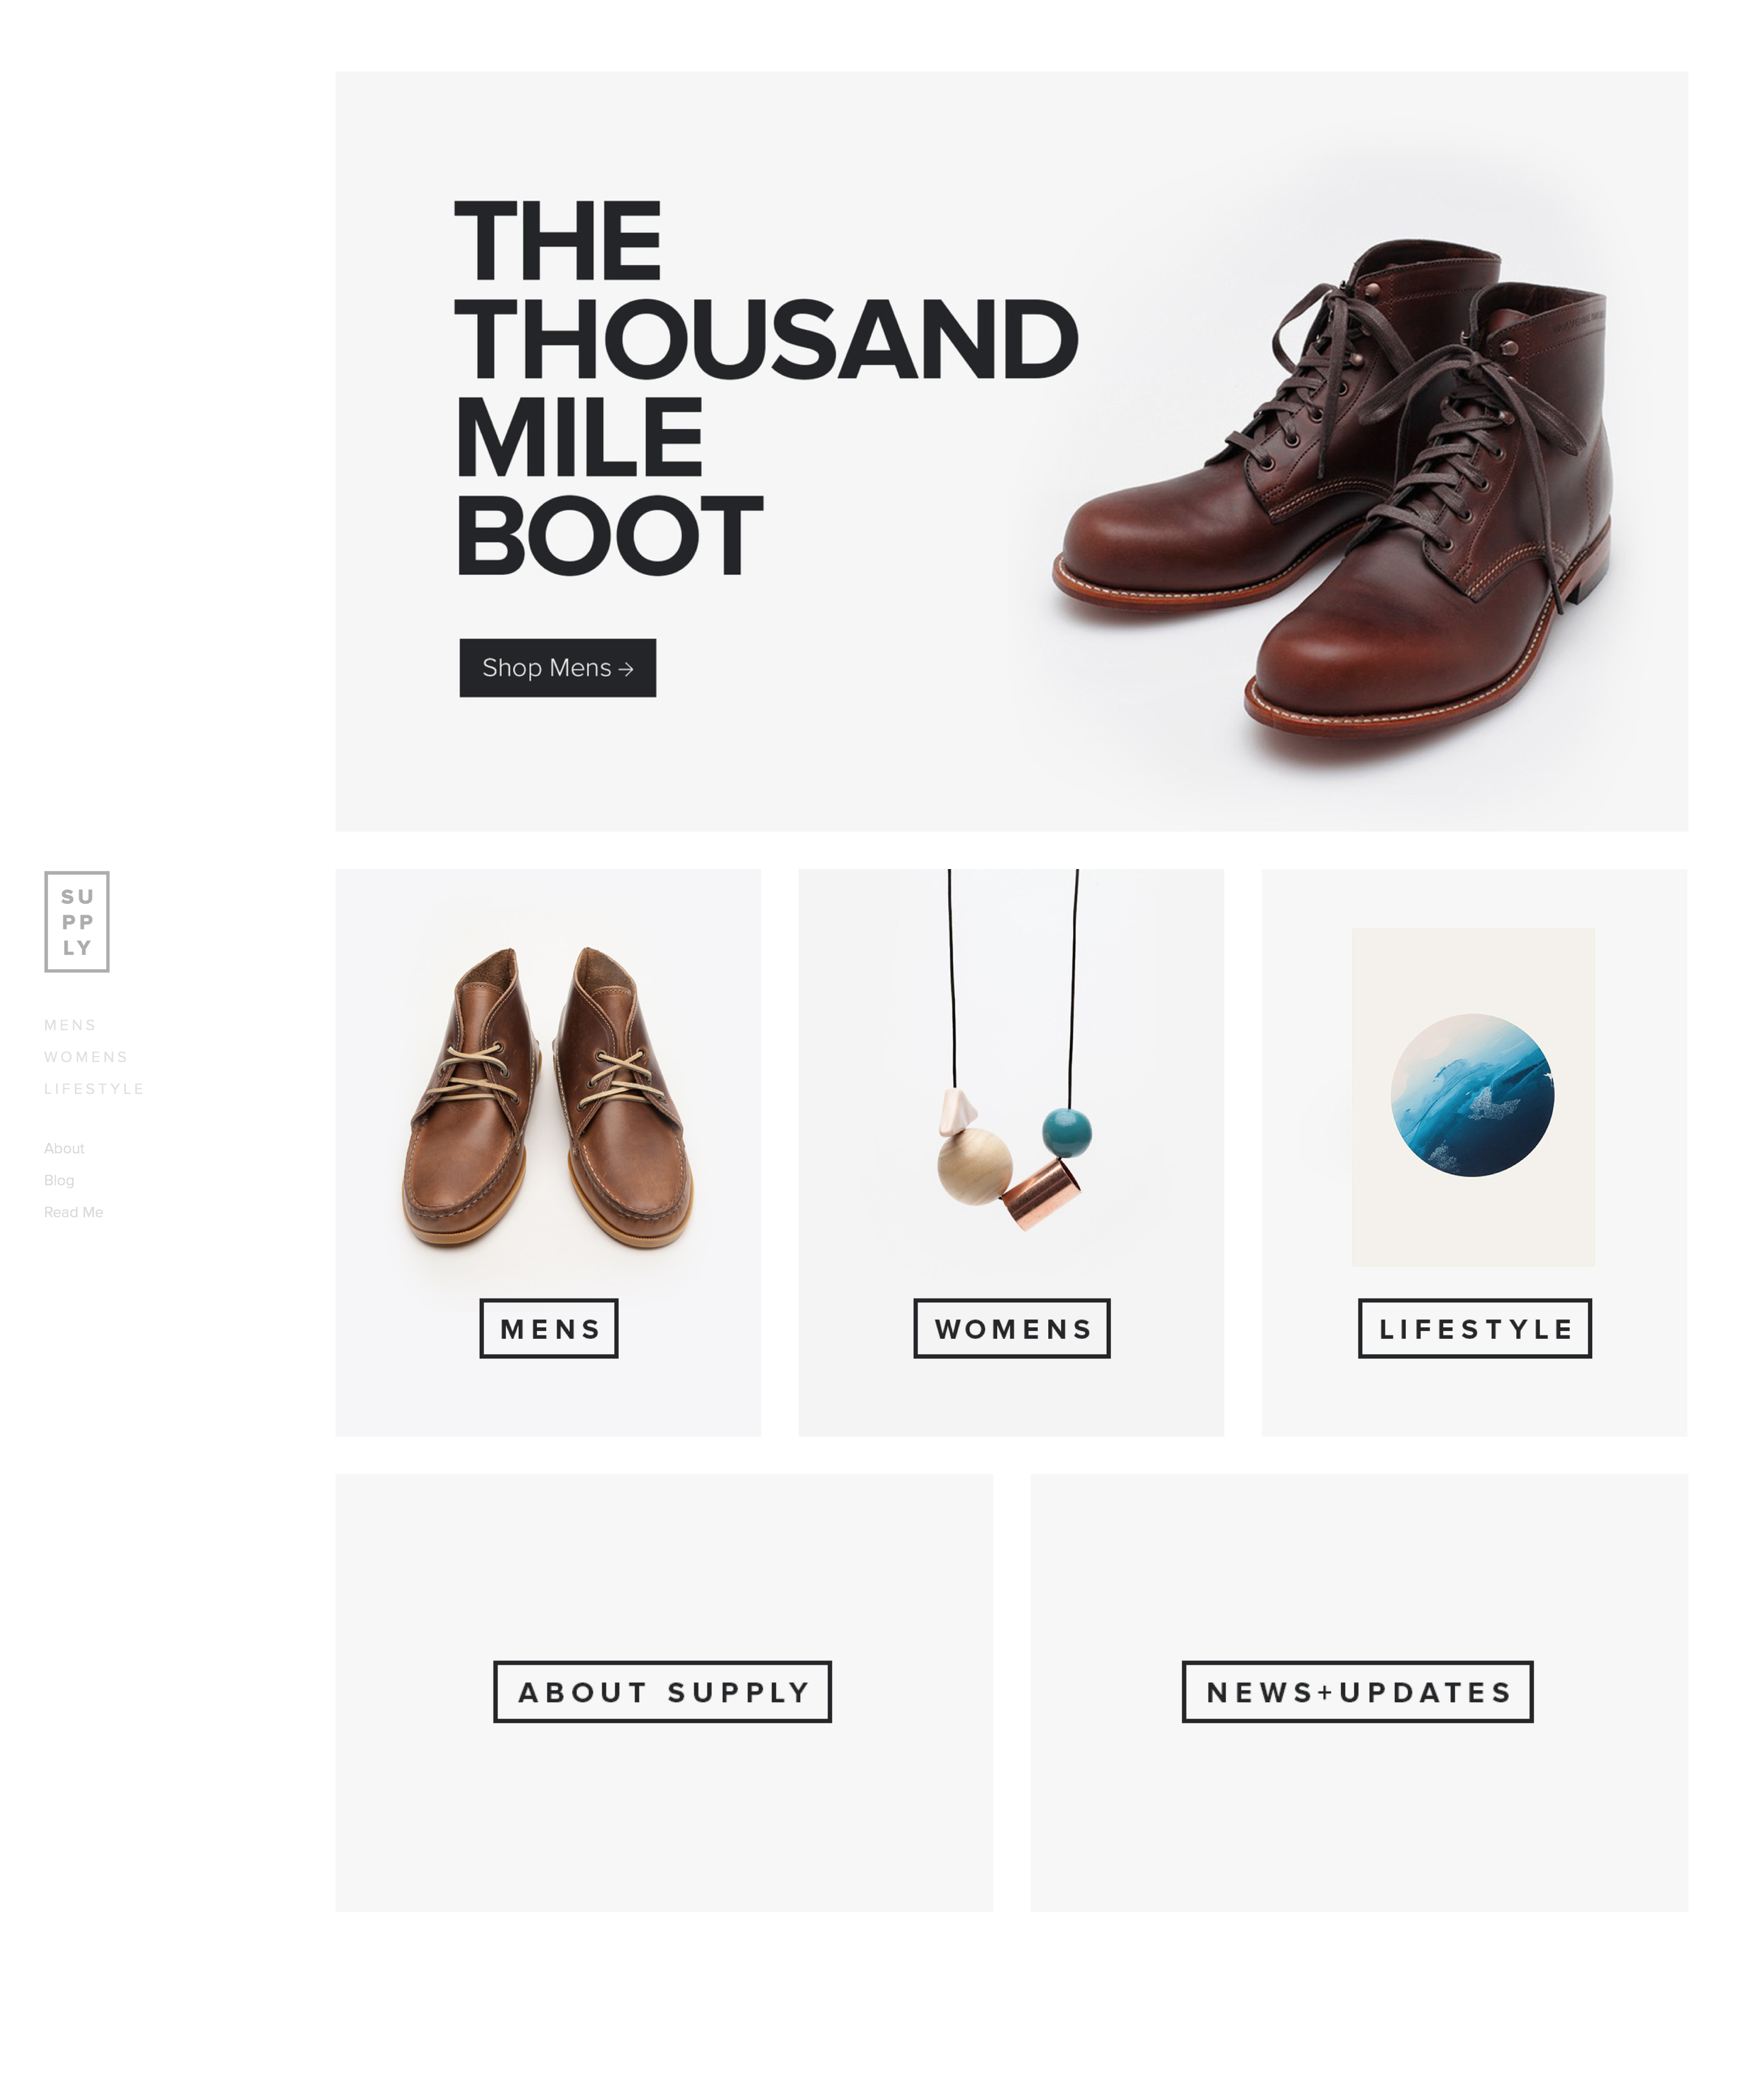 THE
THOUSAND
MILE
BOOT
Shop Mens →
SU
PP
LY
MENS
WOMENS
LIFESTYLE
About
Blog
Read Me
MENS
WOMENS
LIFESTYLE
ABOUT SUPPLY
NEWS+UPDATES